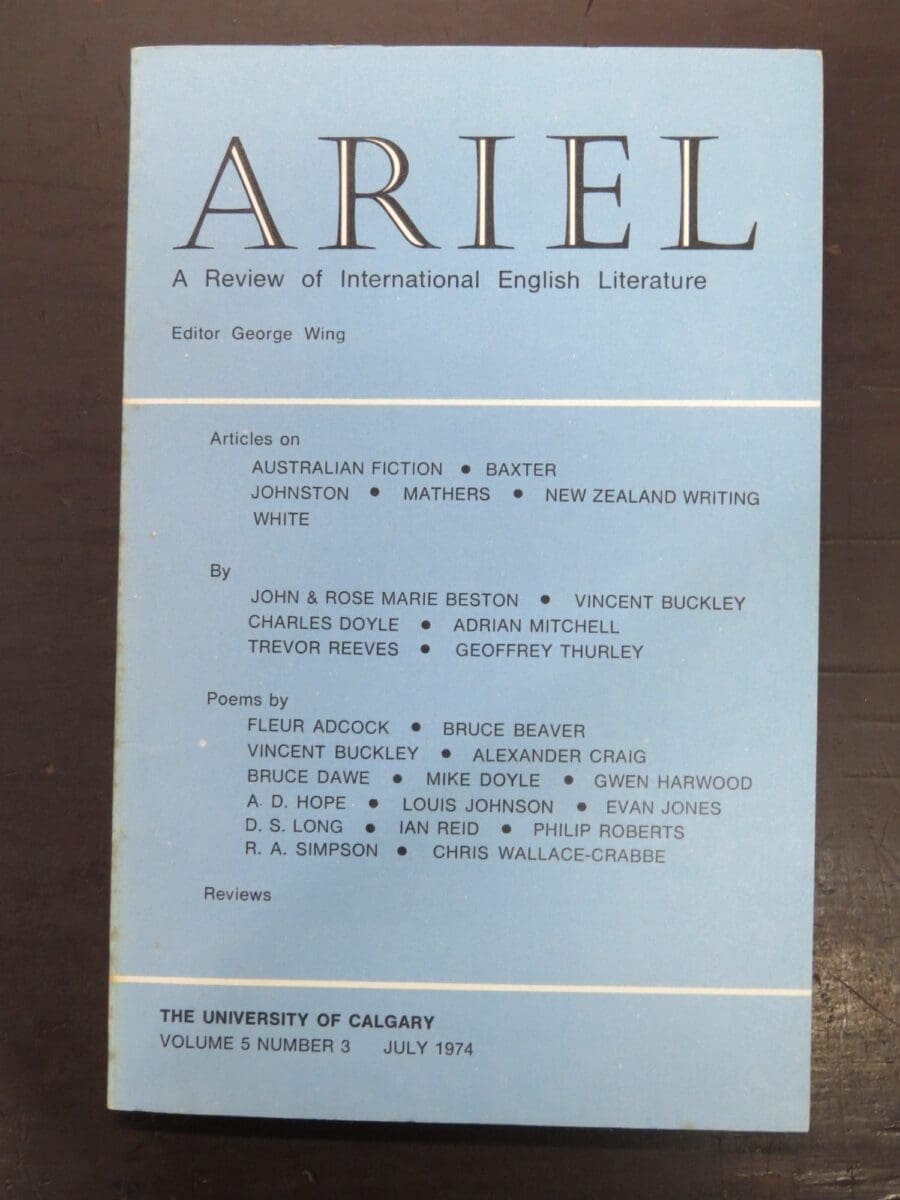 ARIEL
A Review of International English Literature
Editor George Wing
Articles on
AUSTRALIAN FICTION • BAXTER
JOHNSTON • MATHERS • NEW ZEALAND WRITING
WHITE
By
JOHN & ROSE MARIE BESTON • VINCENT BUCKLEY
CHARLES DOYLE • ADRIAN MITCHELL
TREVOR REEVES • GEOFFREY THURLEY
Poems by
FLEUR ADCOCK • BRUCE BEAVER
VINCENT BUCKLEY • ALEXANDER CRAIG
BRUCE DAWE • MIKE DOYLE • GWEN HARWOOD
A. D. HOPE • LOUIS JOHNSON • EVAN JONES
D. S. LONG • IAN REID • PHILIP ROBERTS
R. A. SIMPSON • CHRIS WALLACE-CRABBE
Reviews
THE UNIVERSITY OF CALGARY
VOLUME 5 NUMBER 3 JULY 1974